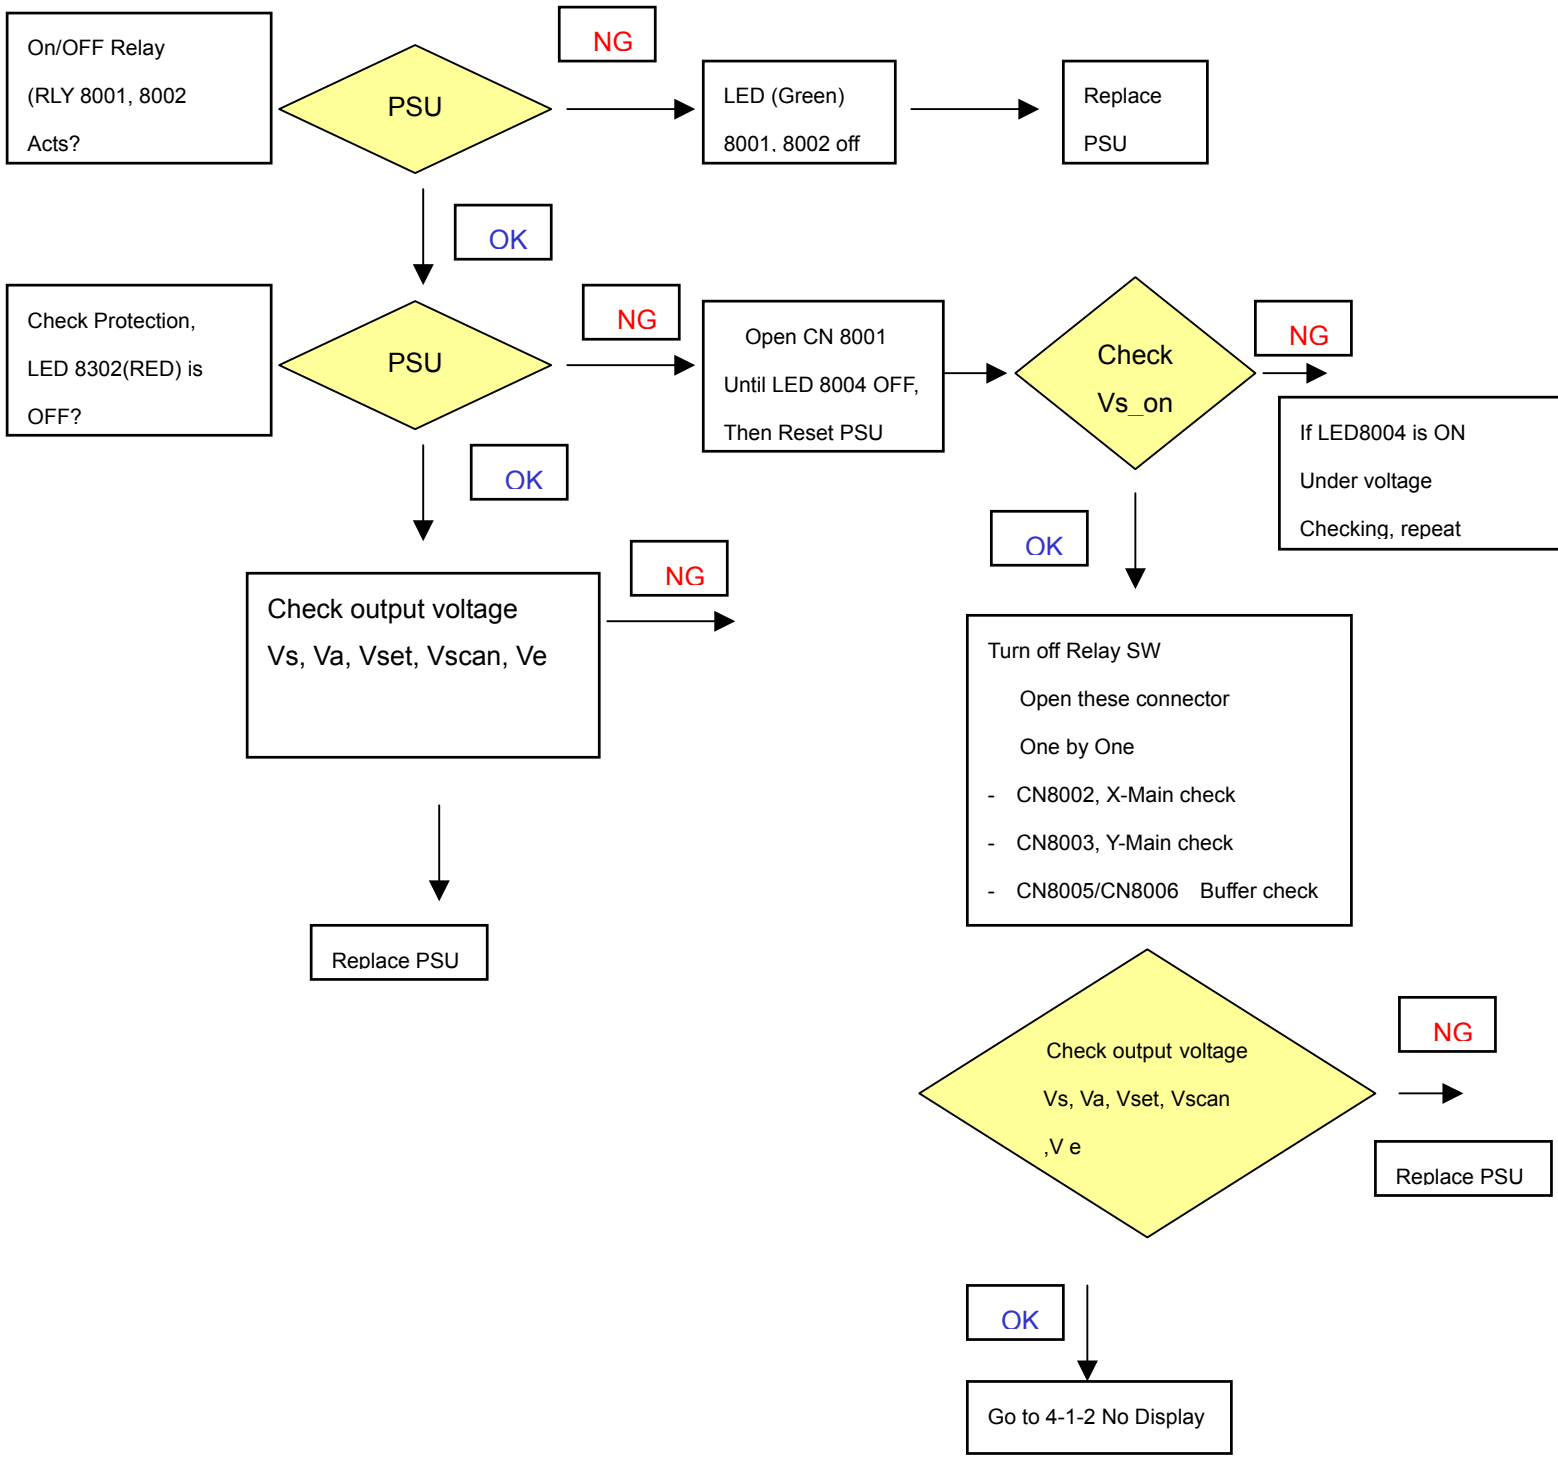 On/OFF Relay
(RLY 8001, 8002
Acts?
PSU
NG
LED (Green)
8001, 8002 off
Replace
PSU
OK
Check Protection,
LED 8302(RED) is
OFF?
PSU
NG
Open CN 8001
Until LED 8004 OFF,
Then Reset PSU
Check
Vs_on
NG
If LED8004 is ON
Under voltage
Checking, repeat
OK
OK
Check output voltage
Vs, Va, Vset, Vscan, Ve
NG
Replace PSU
Turn off Relay SW
Open these connector
One by One
- CN8002, X-Main check
- CN8003, Y-Main check
- CN8005/CN8006 Buffer check
Check output voltage
Vs, Va, Vset, Vscan
,V e
NG
Replace PSU
OK
Go to 4-1-2 No Display